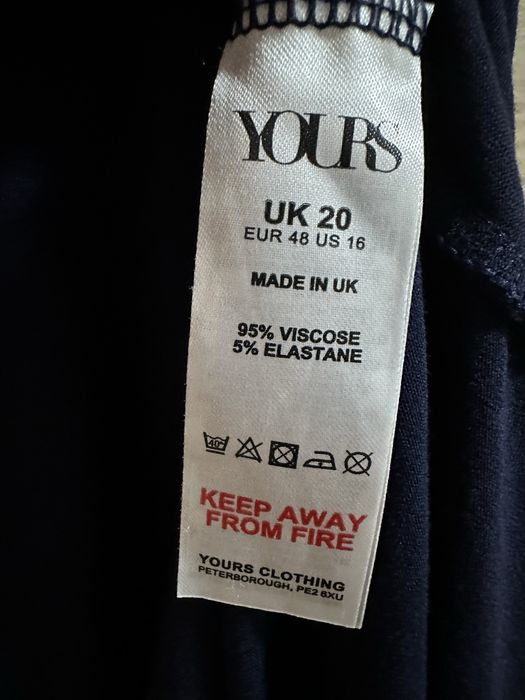 YOURS
UK 20
EUR 48 US 16
MADE IN UK
95% VISCOSE
5% ELASTANE
40°
KEEP AWAY
FROM FIRE
YOURS CLOTHING
PETERBOROUGH, PE2 6XU